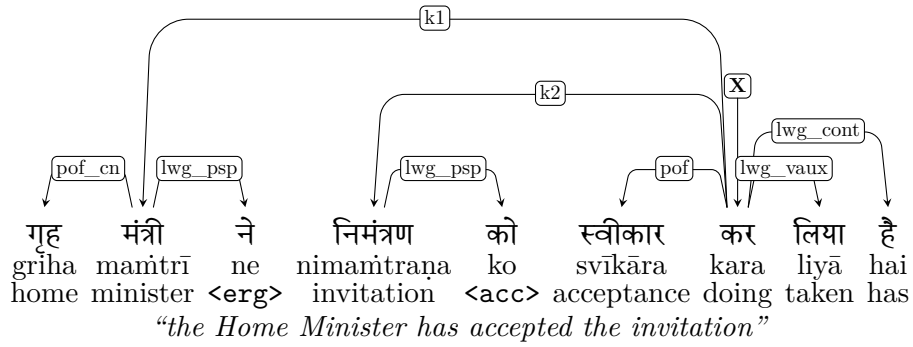 k1
k2
X
lwg_cont
pof_cn lwg_psp lwg_psp pof lwg_vaux
गृह मंत्री ने निमंत्रण को स्वीकार कर लिया है
griha maṁtrī ne nimaṁtraṇa ko svīkāra kara liyā hai
home minister <erg> invitation <acc> acceptance doing taken has
“the Home Minister has accepted the invitation”